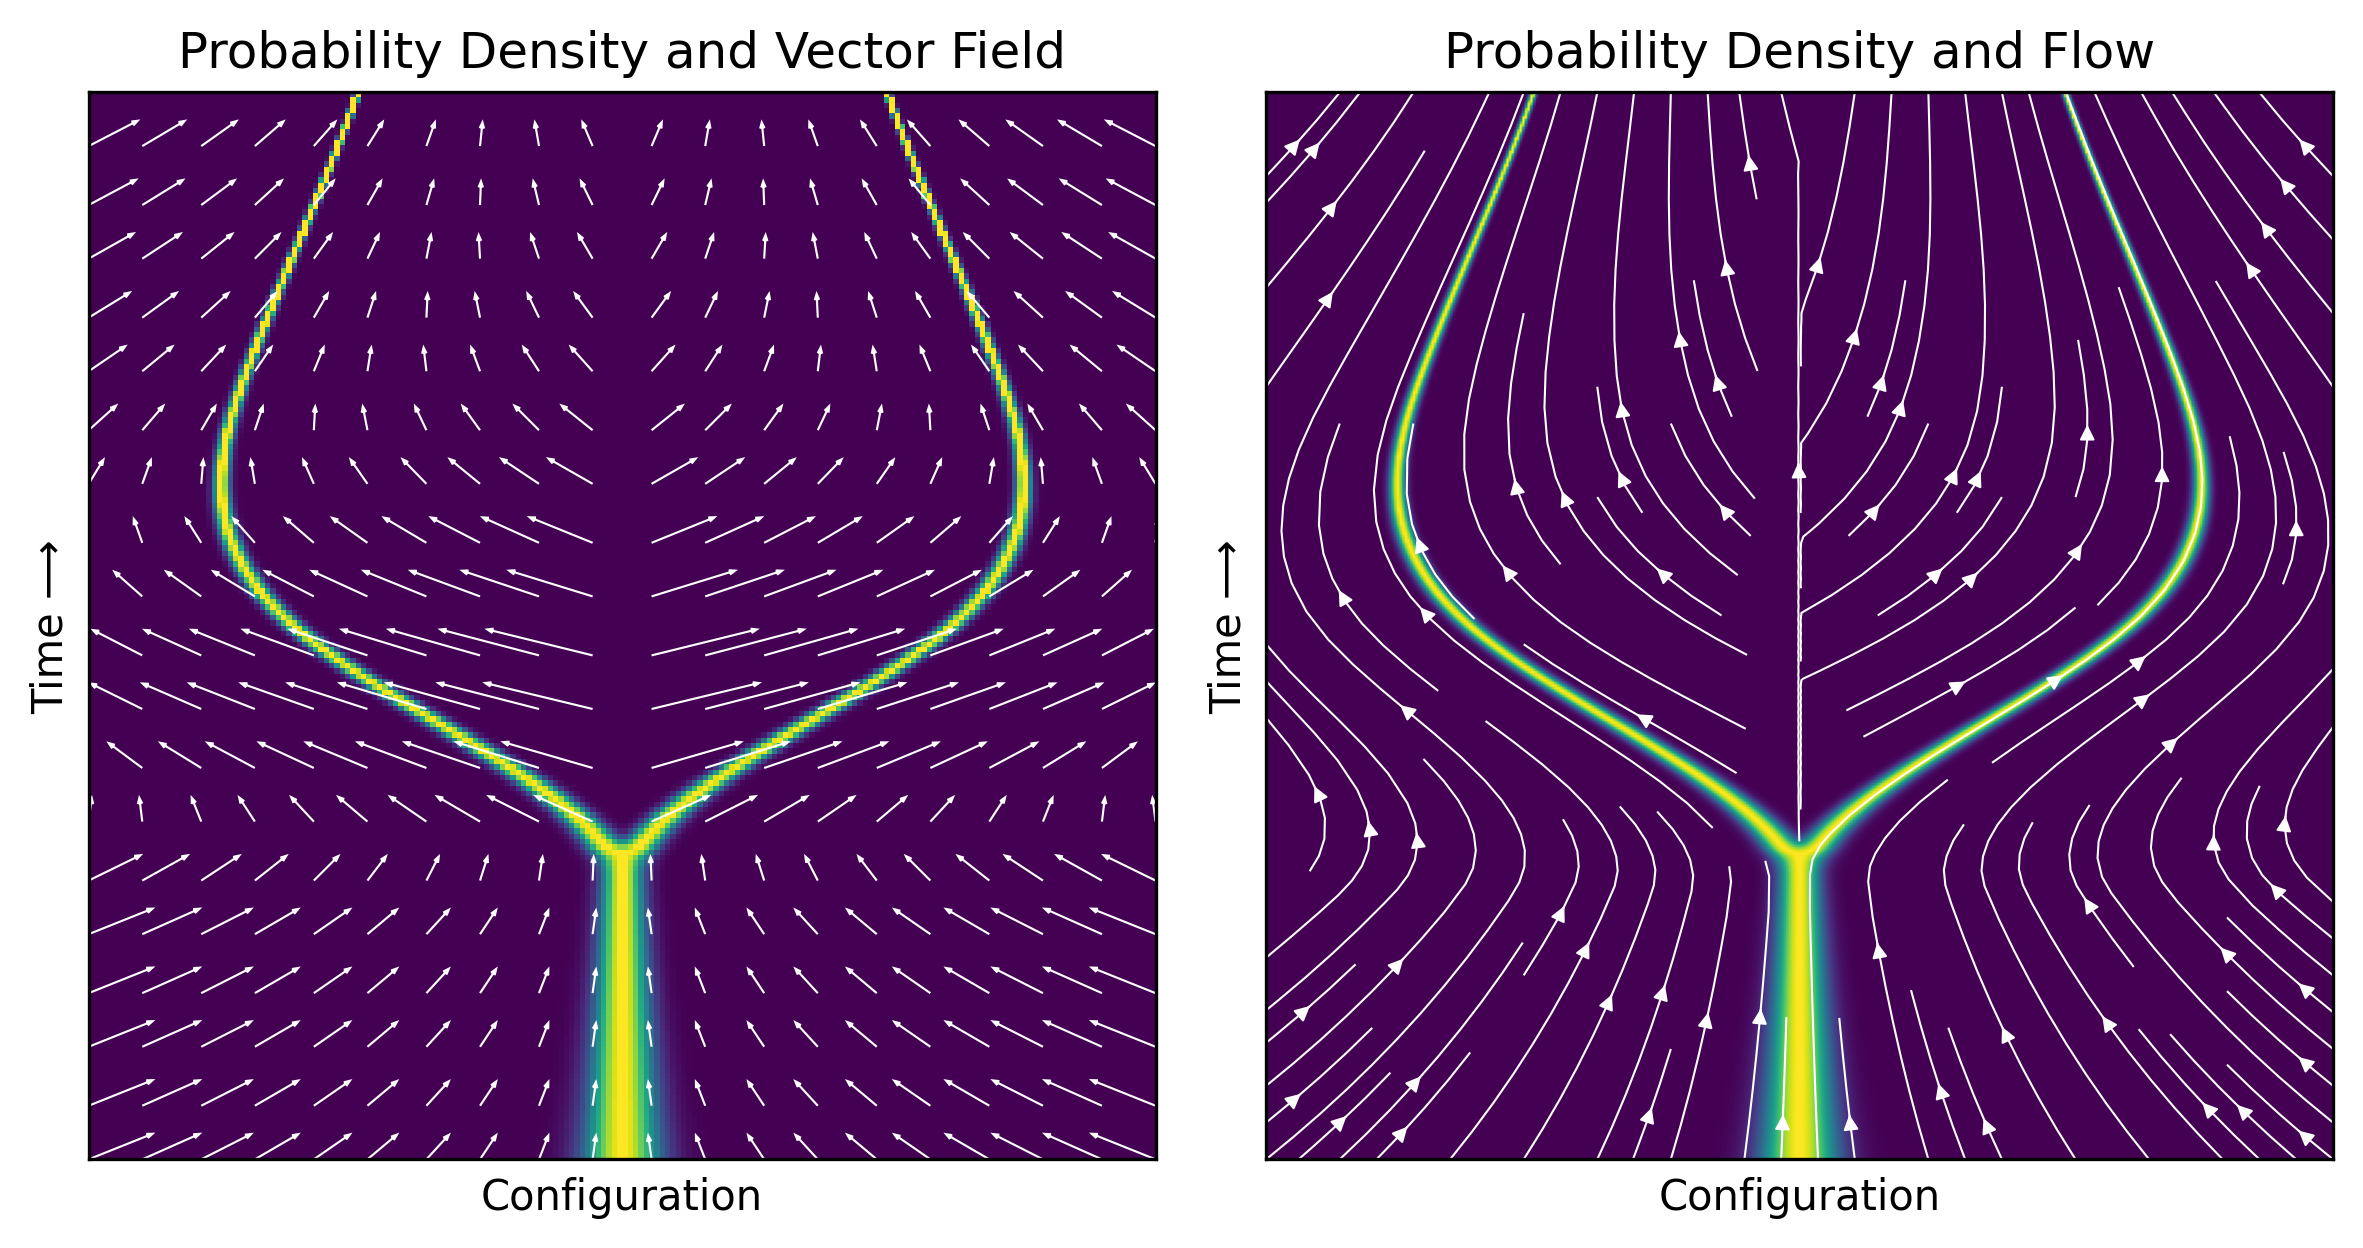 Probability Density and Vector Field
Time ⟶
Configuration
Probability Density and Flow
Time ⟶
Configuration